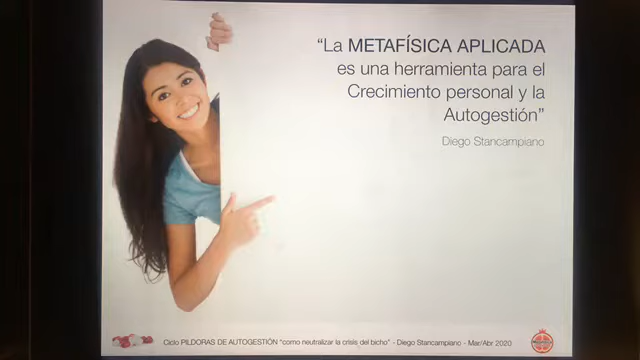 “La METAFÍSICA APLICADA
es una herramienta para el
Crecimiento personal y la
Autogestión”
Diego Stancampiano
Ciclo PILDORAS DE AUTOGESTIÓN “como neutralizar la crisis del bicho” - Diego Stancampiano - Mar/Abr 2020